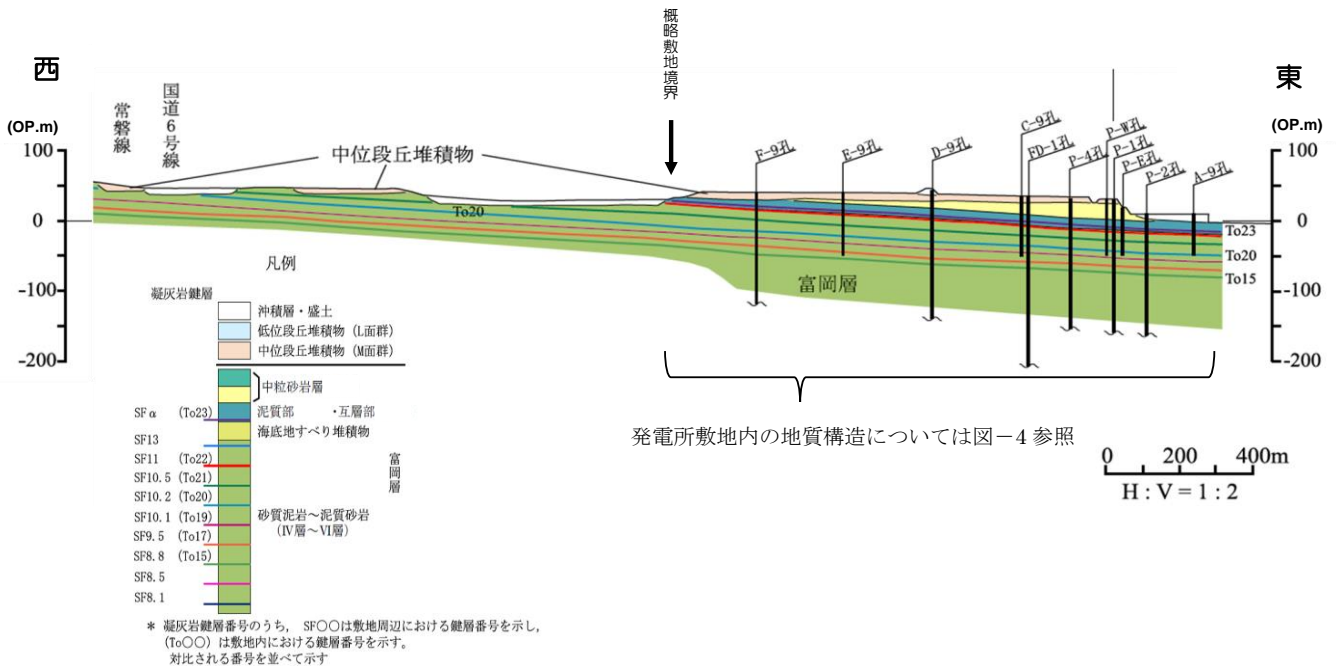 概略敷地境界
西
東
国道6号線
常磐線
(OP.m)
(OP.m)
100
0
-100
-200
中位段丘堆積物
F-9孔
E-9孔
D-9孔
C-9孔
FD-1孔
P-4孔
P-W孔
P-1孔
P-E孔
P-2孔
A-9孔
100
0
-100
-200
To20
To23
To20
To15
富岡層
凡例
凝灰岩鍵層
沖積層・盛土
低位段丘堆積物 (L面群)
中位段丘堆積物 (M面群)
中粒砂岩層
SFα (To23) 泥質部 ・互層部
海底地すべり堆積物
SF13
SF11 (To22)
SF10.5 (To21)
SF10.2 (To20)
SF10.1 (To19)
SF9.5 (To17)
SF8.8 (To15)
SF8.5
SF8.1
富岡層
砂質泥岩～泥質砂岩
(Ⅳ層～Ⅵ層)
発電所敷地内の地質構造については図－4 参照
0 200 400m
H : V = 1 : 2
* 凝灰岩鍵層番号のうち, SF○○は敷地周辺における鍵層番号を示し,
(To○○) は敷地内における鍵層番号を示す。
対比される番号を並べて示す